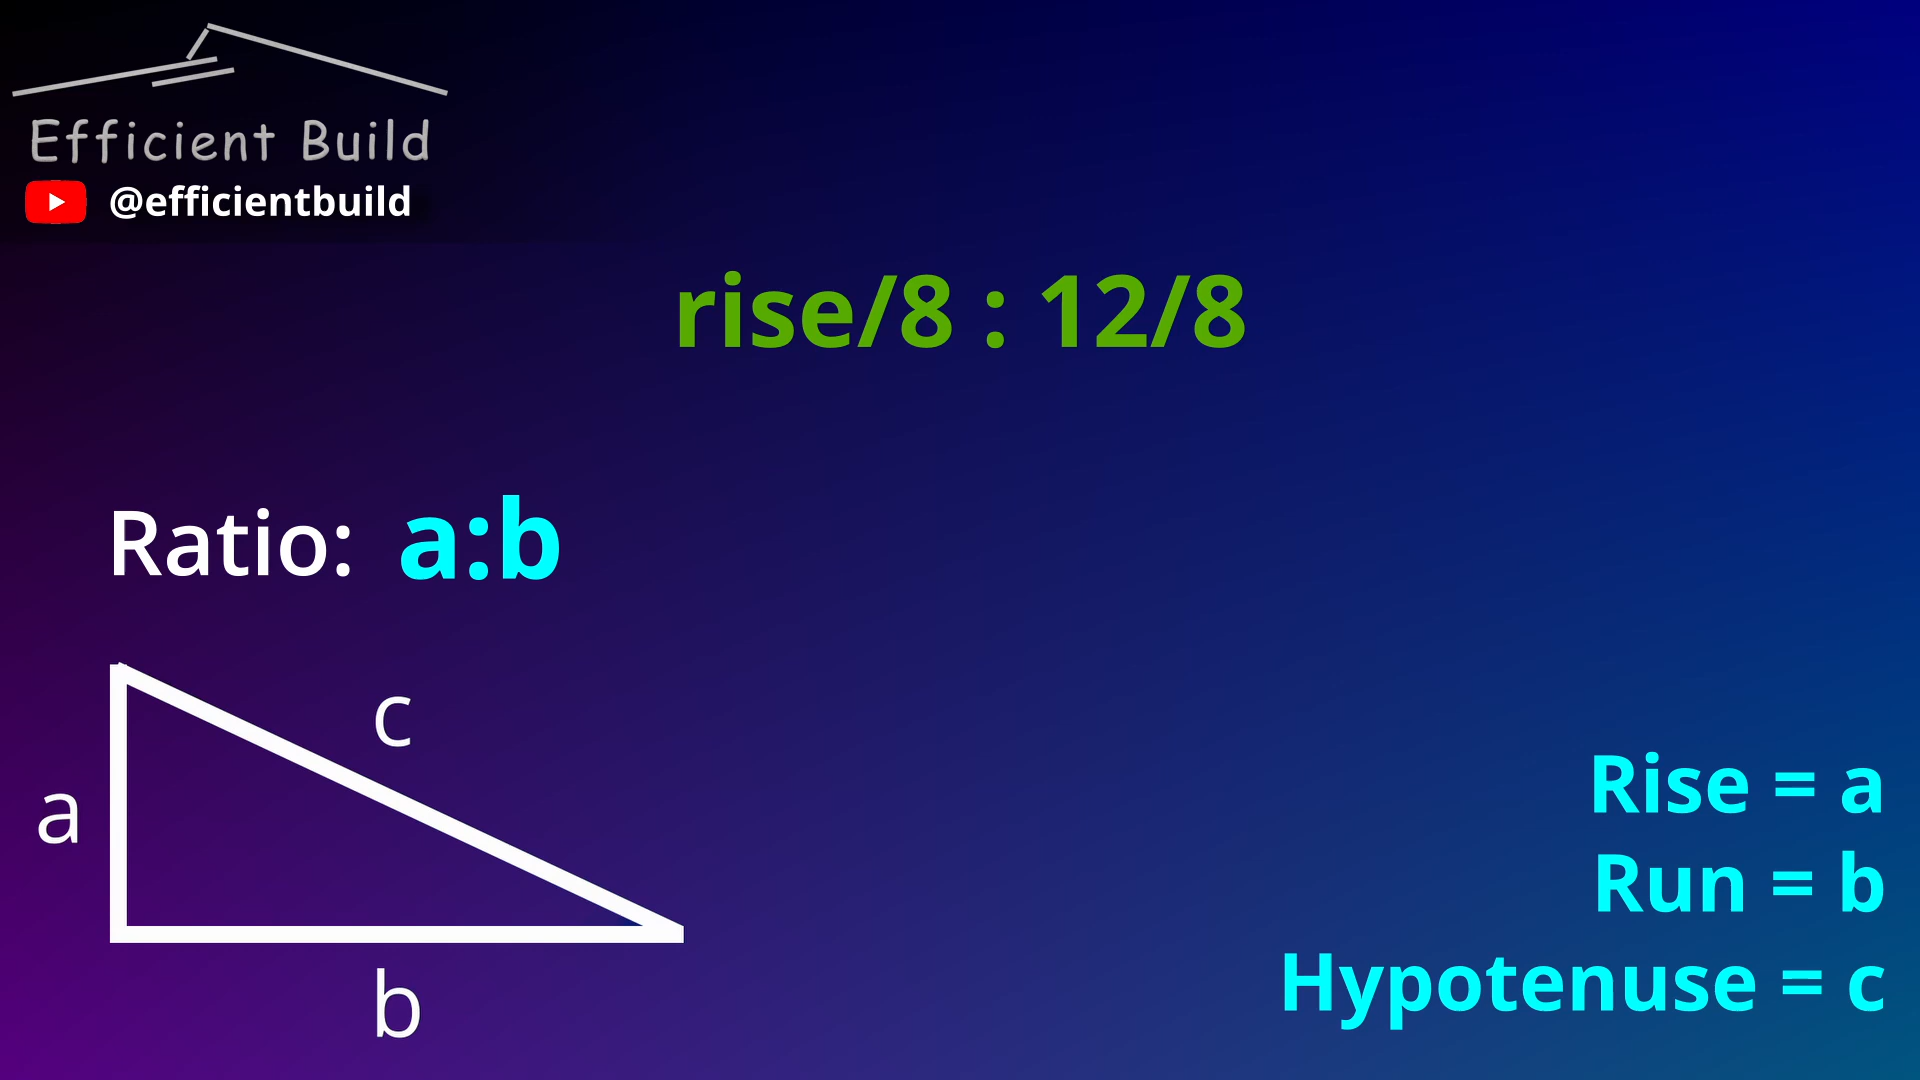 Efficient Build
@efficientbuild
rise/8 : 12/8
Ratio: a:b
c
a
b
Rise = a
Run = b
Hypotenuse = c